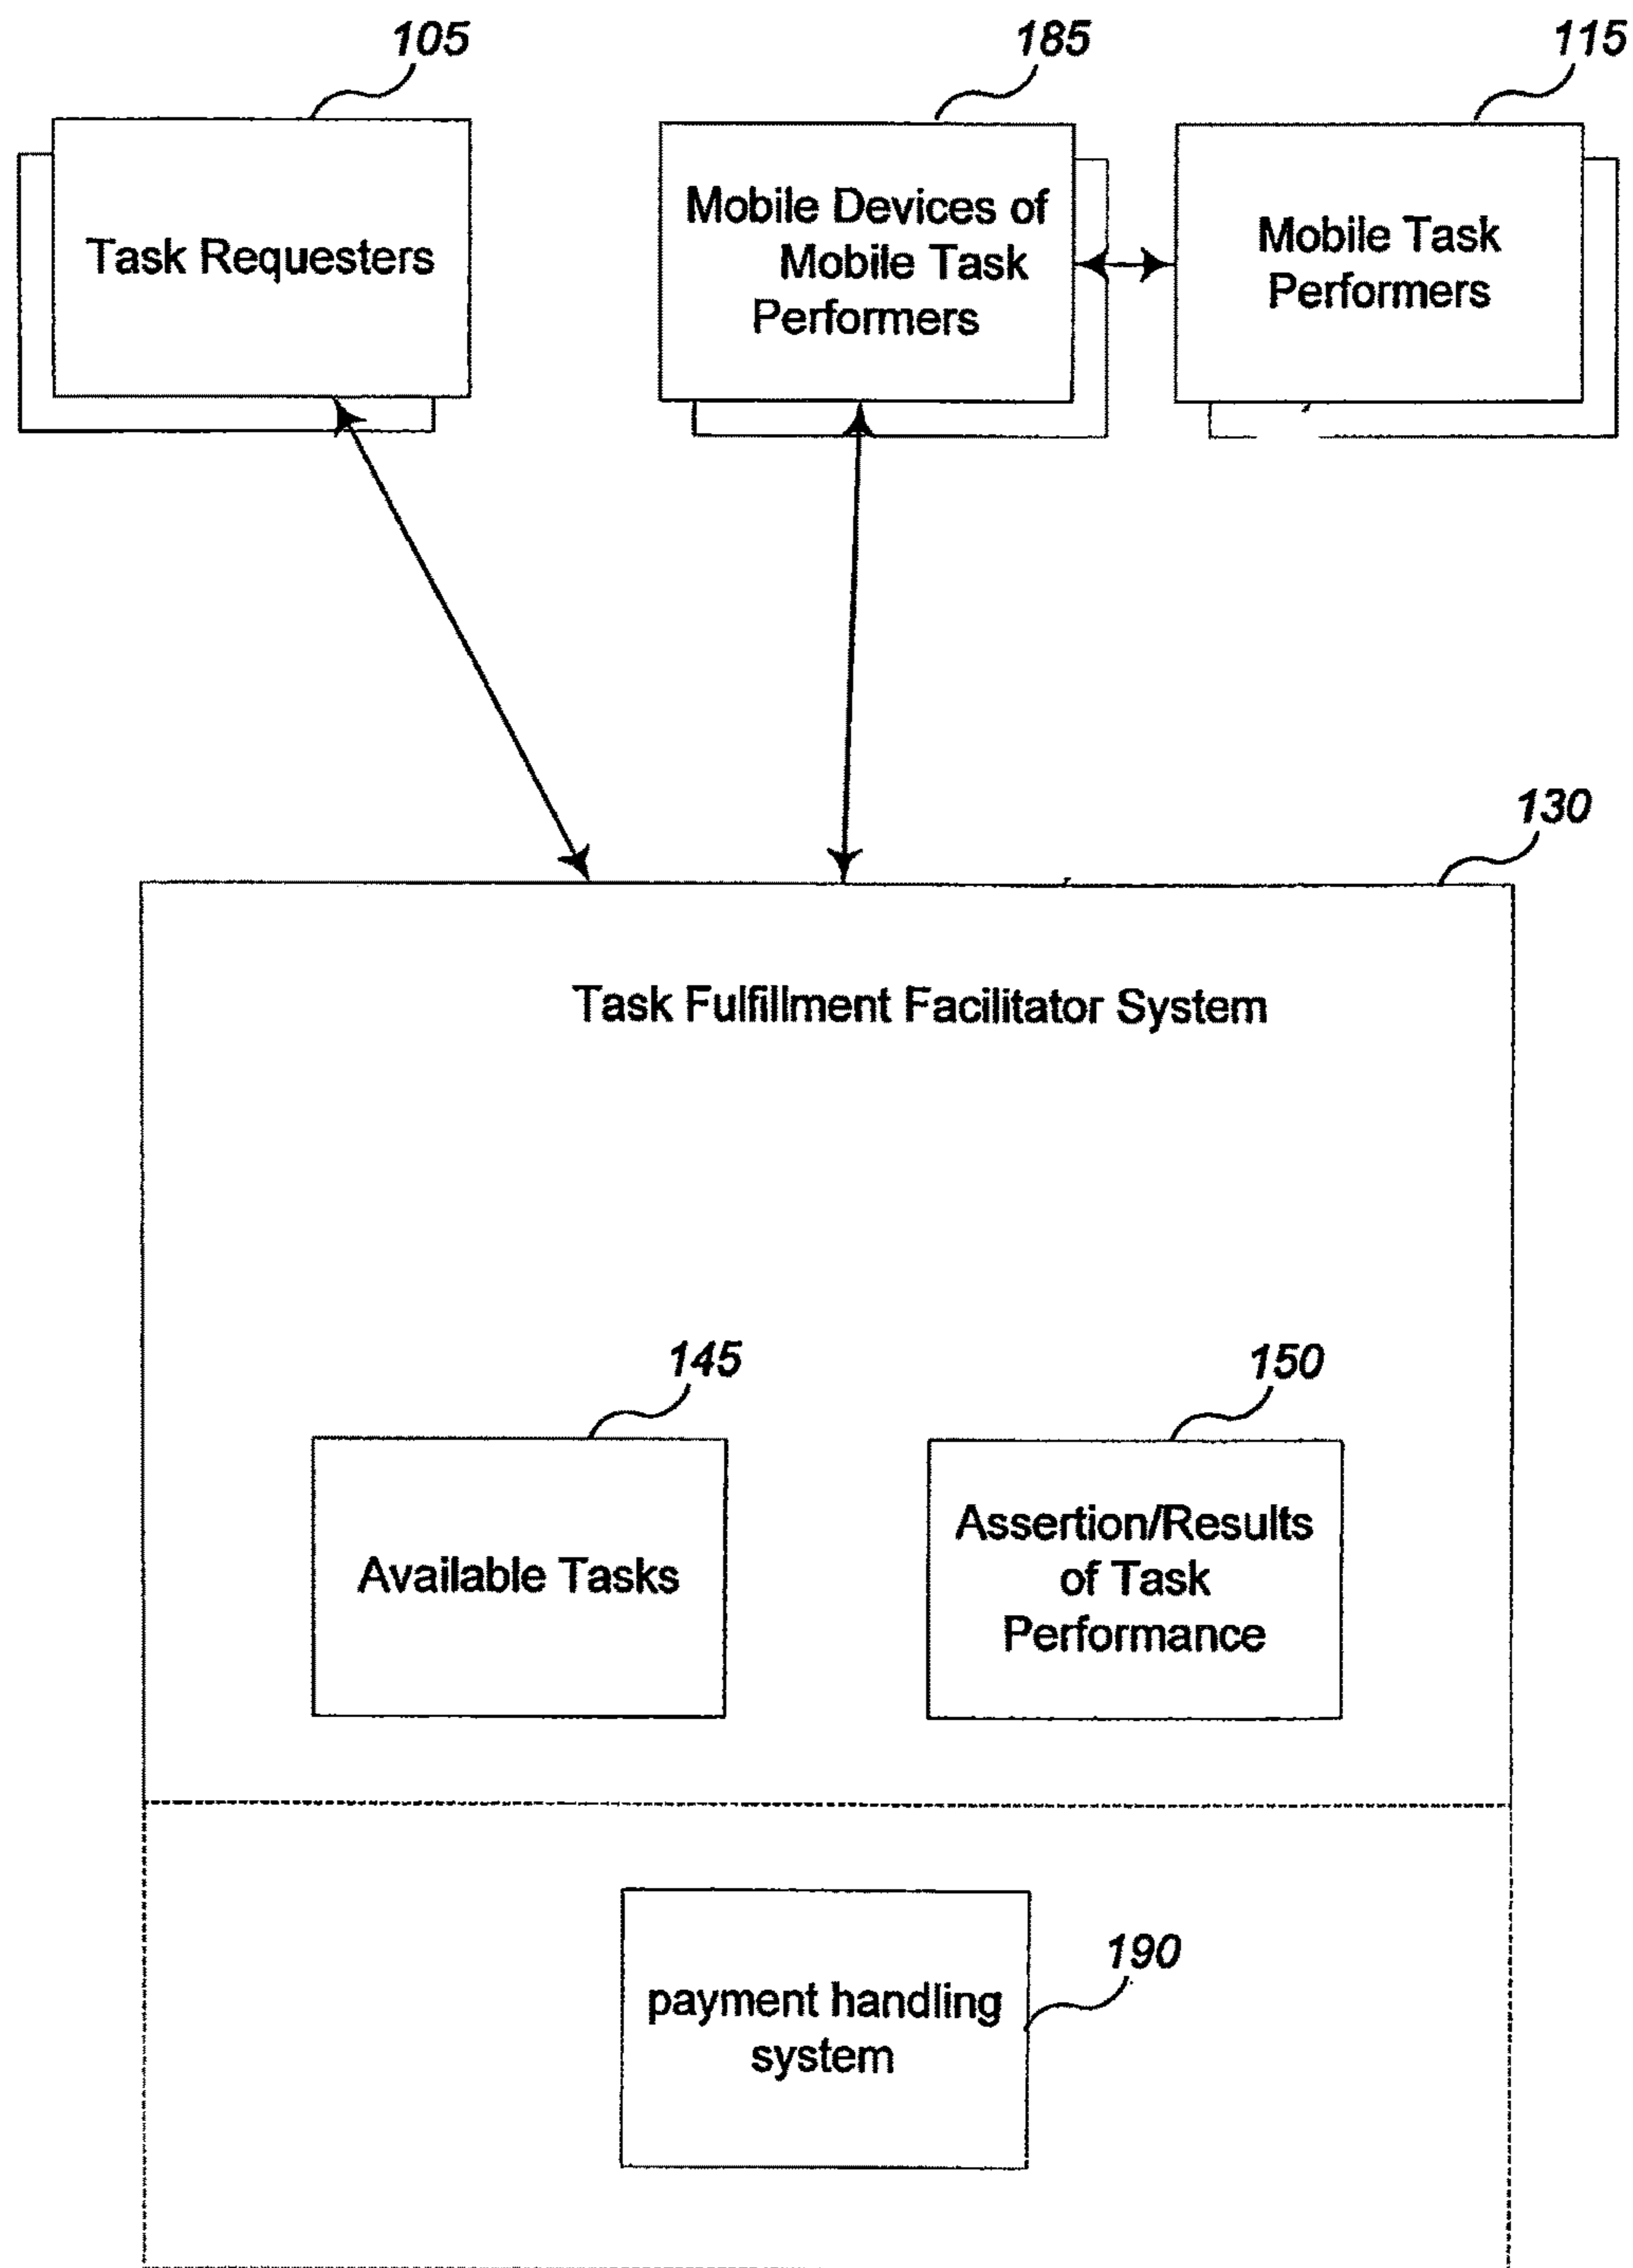 105
185
115
Task Requesters
Mobile Devices of
Mobile Task
Performers
Mobile Task
Performers
130
Task Fulfillment Facilitator System
145
150
Available Tasks
Assertion/Results
of Task
Performance
190
payment handling
system